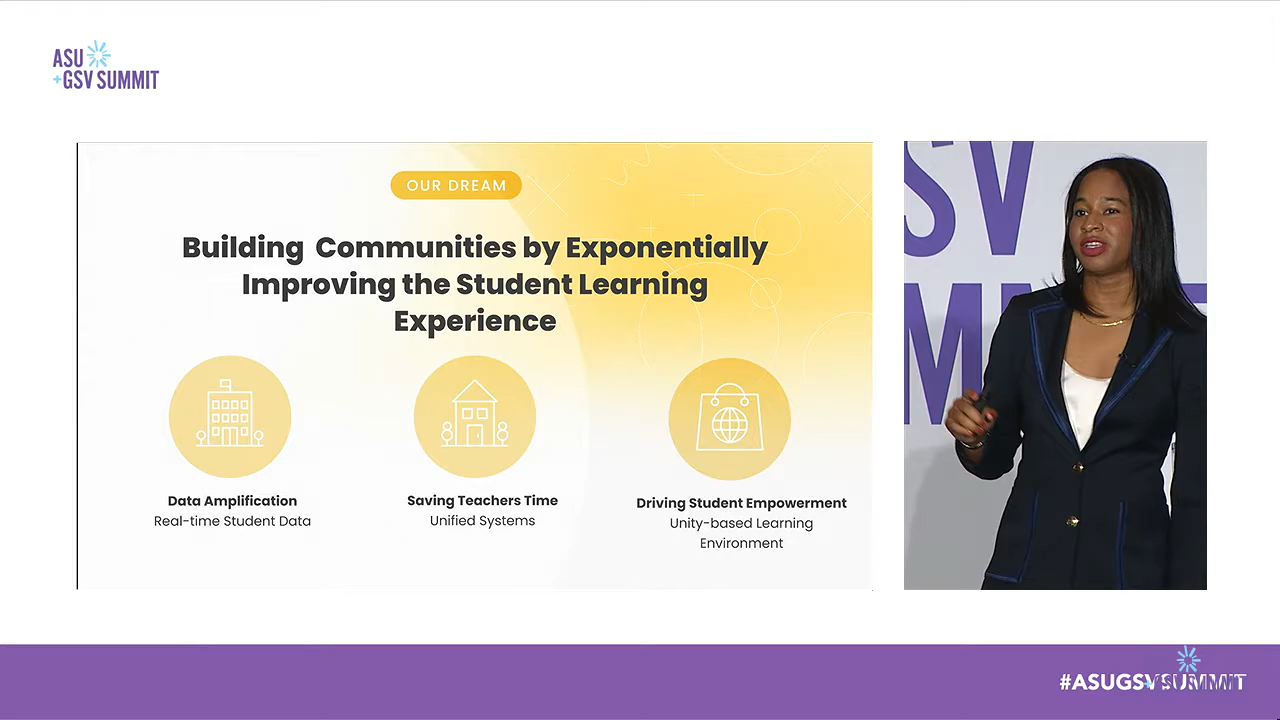 ASU
+GSV SUMMIT
OUR DREAM
Building  Communities by Exponentially
Improving the Student Learning
Experience
Data Amplification
Real-time Student Data
Saving Teachers Time
Unified Systems
Driving Student Empowerment
Unity-based Learning
Environment
SV
#ASUGSVSUMMIT